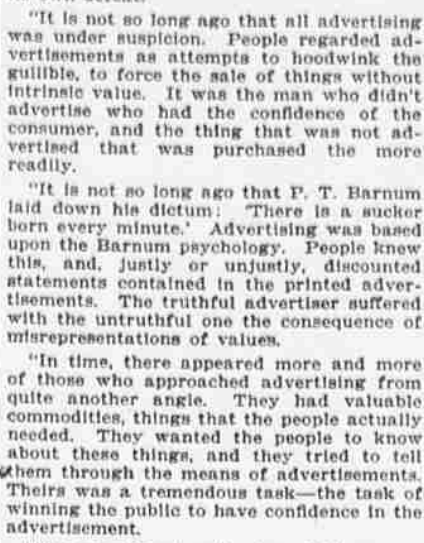 "It is not so long ago that all advertising
was under suspicion. People regarded ad-
vertisements as attempts to hoodwink the
gullible, to force the sale of things without
intrinsic value. It was the man who didn't
advertise who had the confidence of the
consumer, and the thing that was not ad-
vertised that was purchased the more
readily.
"It is not so long ago that P. T. Barnum
laid down his dictum: 'There is a sucker
born every minute.' Advertising was based
upon the Barnum psychology. People knew
this, and, justly or unjustly, discounted
statements contained in the printed adver-
tisements. The truthful advertiser suffered
with the untruthful one the consequence of
misrepresentations of values.
"In time, there appeared more and more
of those who approached advertising from
quite another angle. They had valuable
commodities, things that the people actually
needed. They wanted the people to know
about these things, and they tried to tell
them through the means of advertisements.
Theirs was a tremendous task—the task of
winning the public to have confidence in the
advertisement.